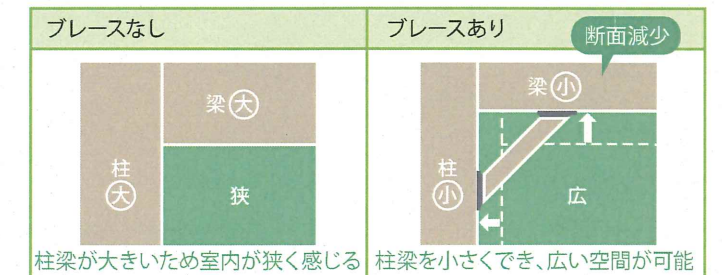 ブレースなし
ブレースあり
断面減少
梁大
梁小
柱
大
狭
柱
小
広
柱梁が大きいため室内が狭く感じる
柱梁を小さくでき、広い空間が可能